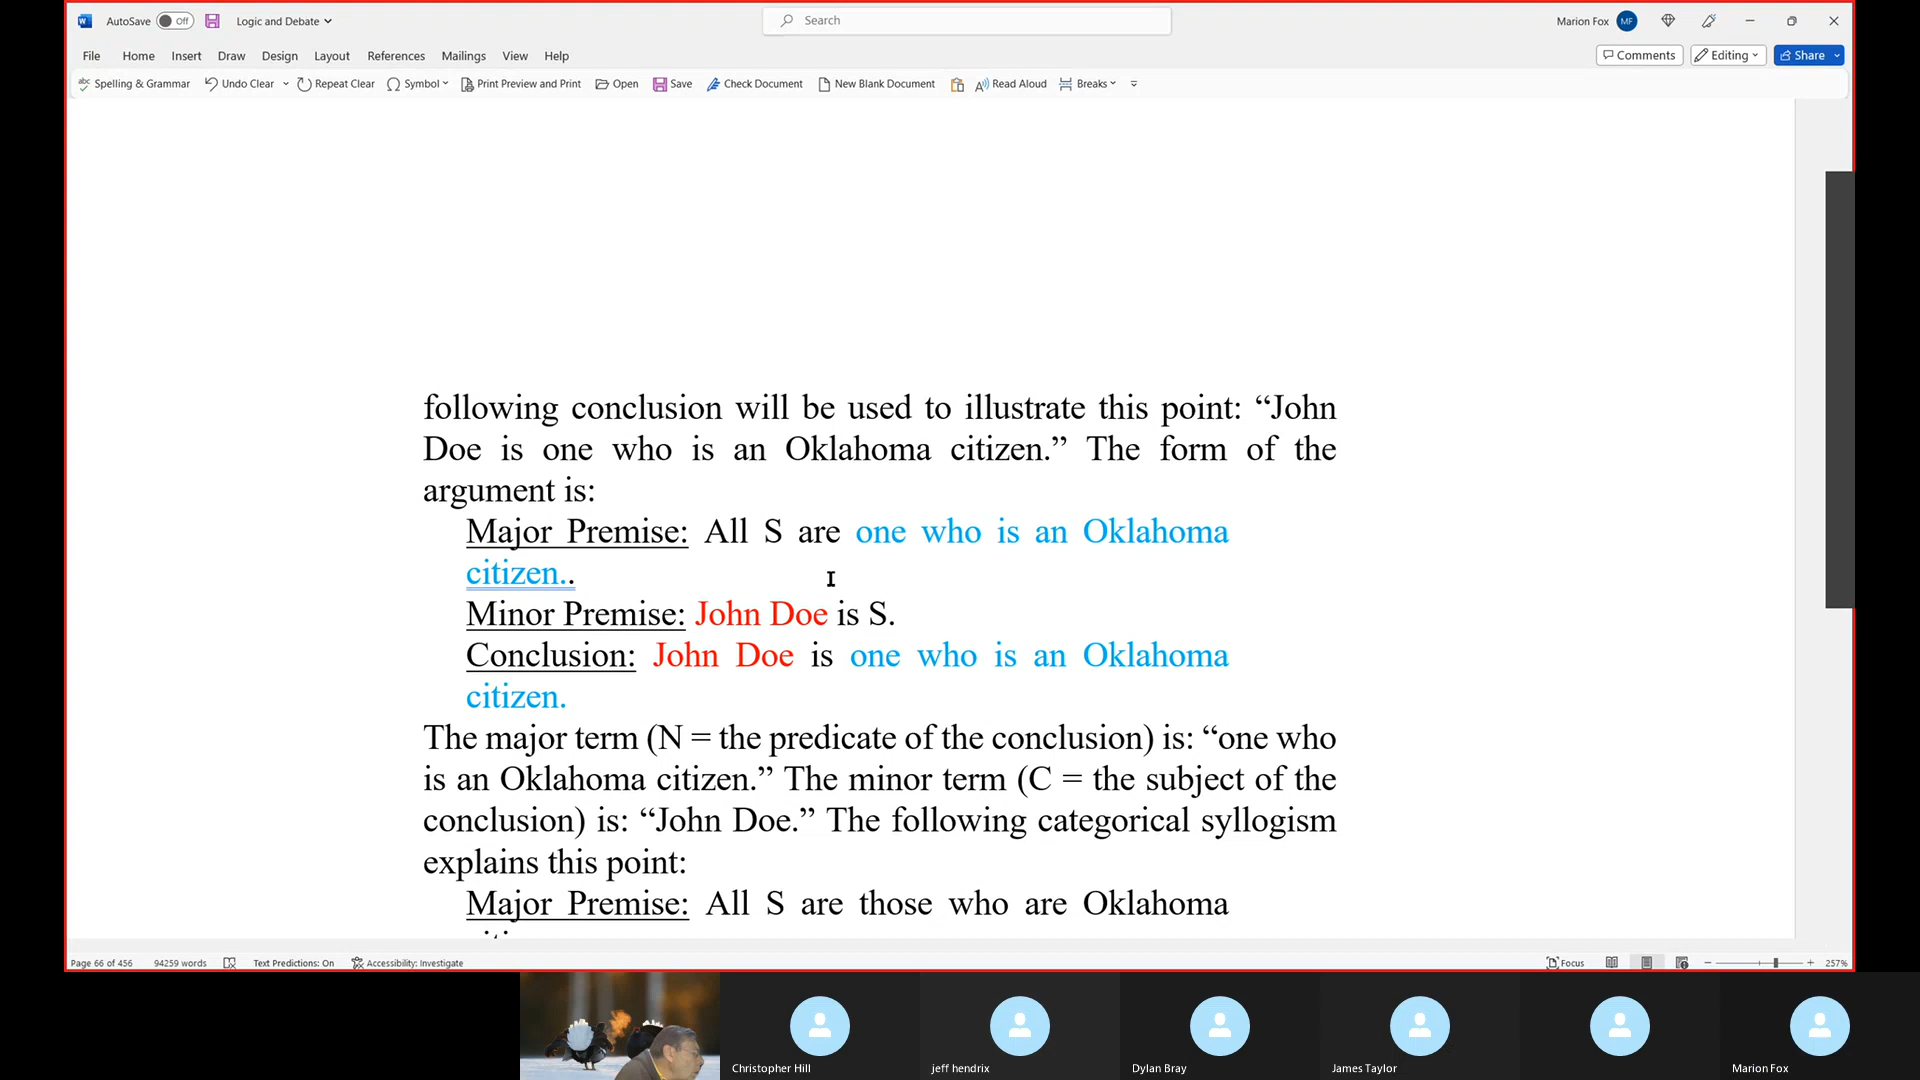 AutoSave Off Logic and Debate Search Marion Fox MF
File Home Insert Draw Design Layout References Mailings View Help Comments Editing Share
abc Spelling & Grammar Undo Clear Repeat Clear Symbol Print Preview and Print Open Save Check Document New Blank Document Read Aloud Breaks
following conclusion will be used to illustrate this point: “John
Doe is one who is an Oklahoma citizen.” The form of the
argument is:
Major Premise: All S are one who is an Oklahoma
citizen..
Minor Premise: John Doe is S.
Conclusion: John Doe is one who is an Oklahoma
citizen.
The major term (N = the predicate of the conclusion) is: “one who
is an Oklahoma citizen.” The minor term (C = the subject of the
conclusion) is: “John Doe.” The following categorical syllogism
explains this point:
Major Premise: All S are those who are Oklahoma
Page 66 of 456 94259 words Text Predictions: On Accessibility: Investigate Focus 257%
Christopher Hill jeff hendrix Dylan Bray James Taylor Marion Fox